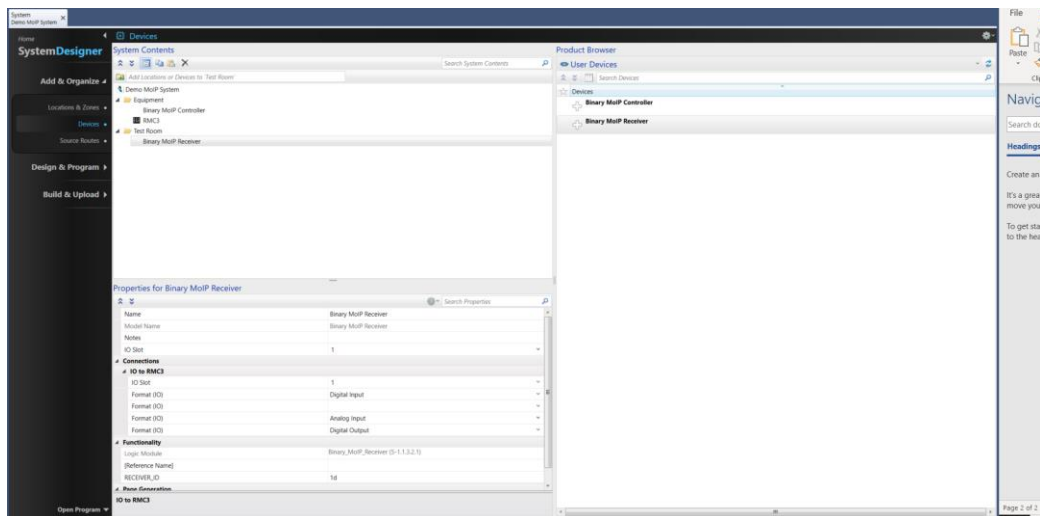 System
Demo MoIP System
Home
SystemDesigner
Add & Organize
Locations & Zones
Devices
Source Routes
Design & Program
Build & Upload
Open Program
Devices
System Contents
Search System Contents
Add Locations or Devices to 'Test Room'
Demo MoIP System
Equipment
Binary MoIP Controller
RMC3
Test Room
Binary MoIP Receiver
Properties for Binary MoIP Receiver
Search Properties
Name Binary MoIP Receiver
Model Name Binary MoIP Receiver
Notes
IO Slot 1
Connections
IO to RMC3
IO Slot 1
Format (IO) Digital Input
Format (IO)
Format (IO) Analog Input
Format (IO) Digital Output
Functionality
Logic Module Binary_MoIP_Receiver (S-1.1.3.2.1)
[Reference Name]
RECEIVER_ID 1d
Page Generation
IO to RMC3
Product Browser
User Devices
Search Devices
Devices
Binary MoIP Controller
Binary MoIP Receiver
File
Paste
Cli
Navig
Search do
Headings
Create an
It's a grea
move you
To get sta
to the hea
Page 2 of 2